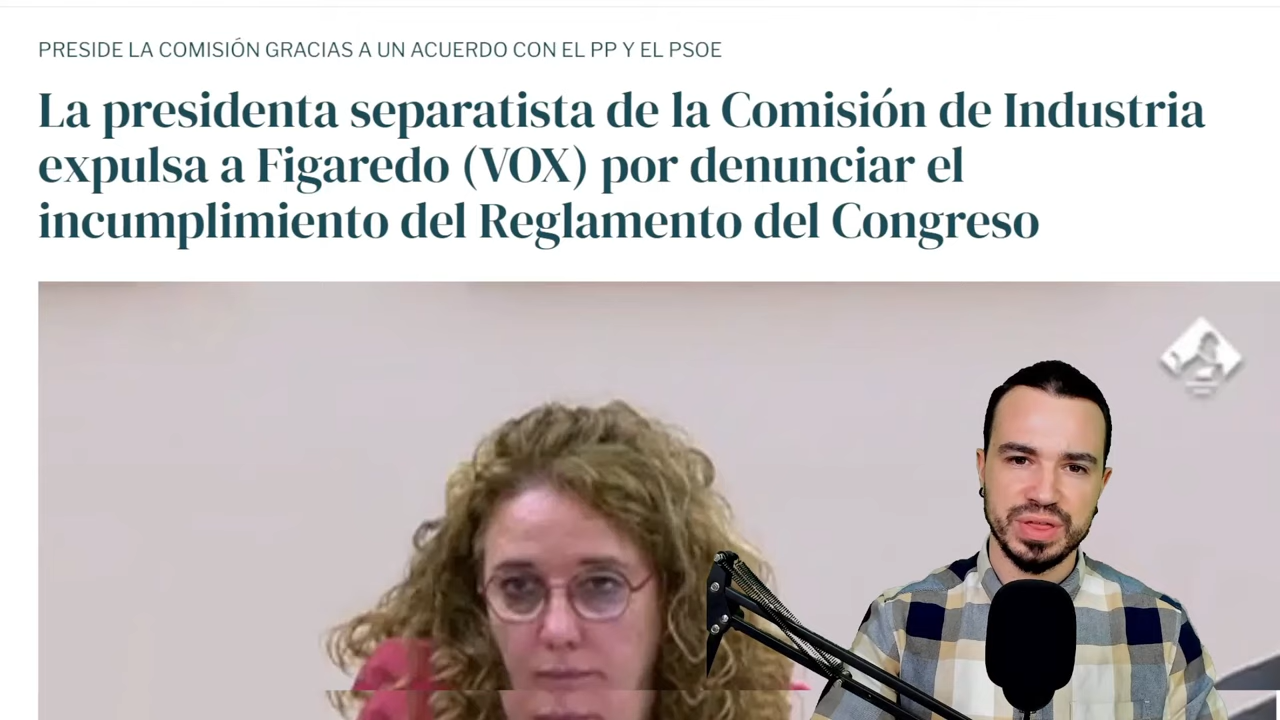 PRESIDE LA COMISIÓN GRACIAS A UN ACUERDO CON EL PP Y EL PSOE
La presidenta separatista de la Comisión de Industria
expulsa a Figaredo (VOX) por denunciar el
incumplimiento del Reglamento del Congreso